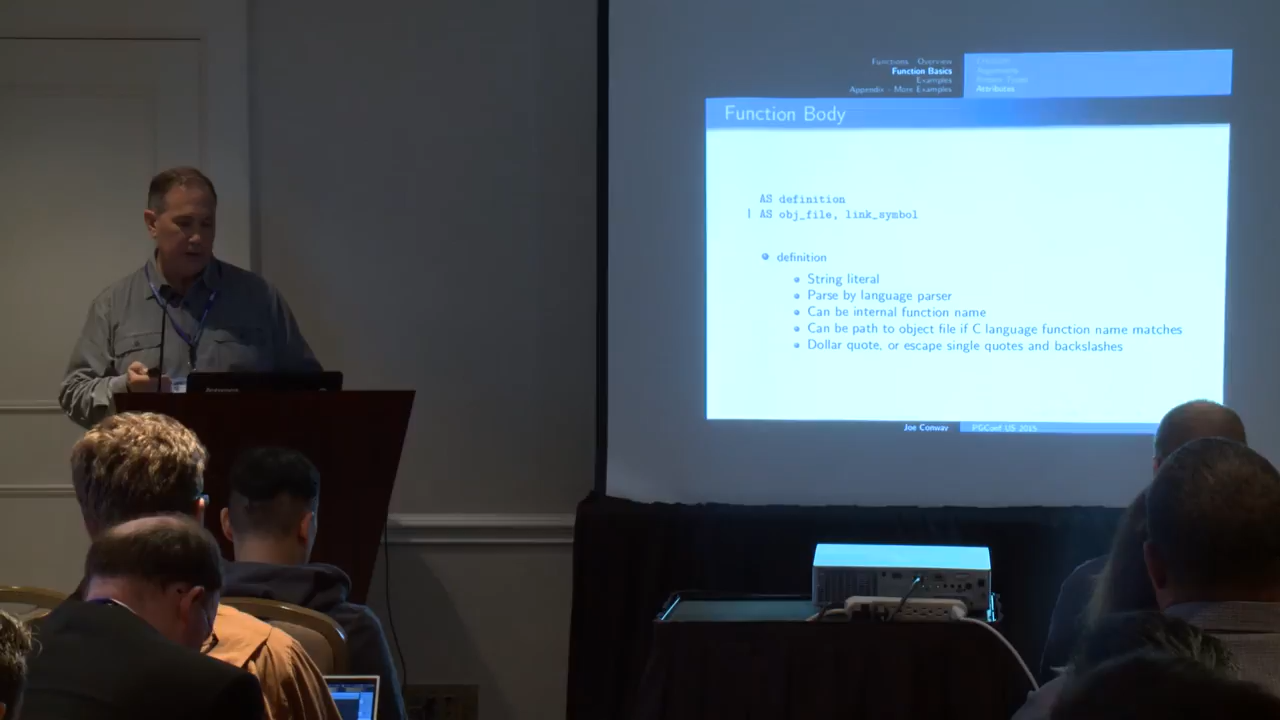 Functions Overview
Function Basics
Examples
Appendix - More Examples
Attributes
Function Body
AS definition
| AS obj_file, link_symbol
definition
String literal
Parse by language parser
Can be internal function name
Can be path to object file if C language function name matches
Dollar quote, or escape single quotes and backslashes
Joe Conway
PGConf US 2015